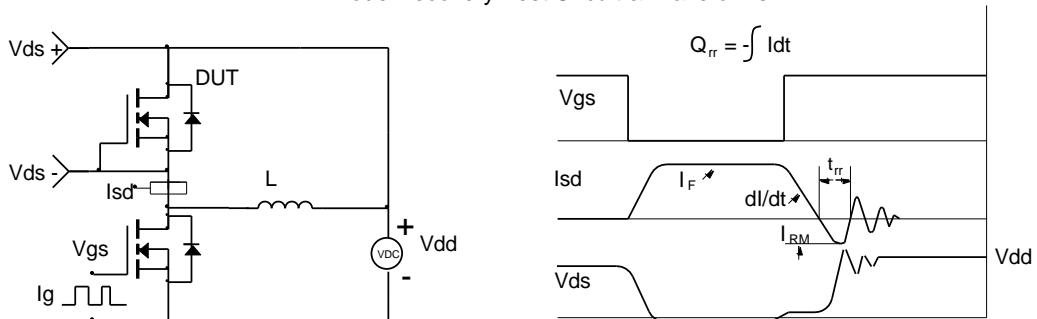 Vds +
DUT
Vds -
Isd
L
Vgs
Ig
+
VDC
-
Vdd
Qrr = -∫ Idt
Vgs
Isd
IF
dI/dt
trr
IRM
Vds
Vdd